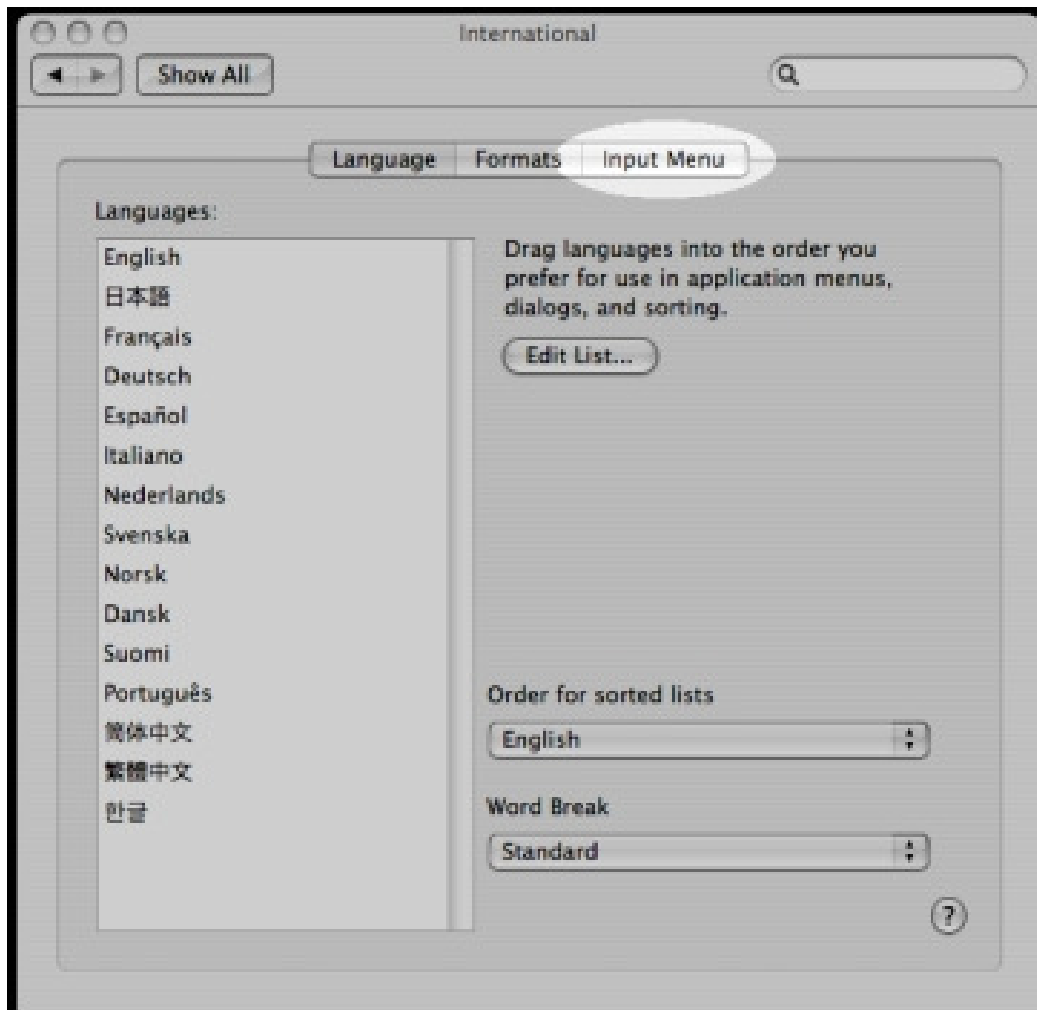 International
Show All
Language Formats Input Menu
Languages:
English
日本語
Français
Deutsch
Español
Italiano
Nederlands
Svenska
Norsk
Dansk
Suomi
Português
简体中文
繁體中文
한글
Drag languages into the order you
prefer for use in application menus,
dialogs, and sorting.
Edit List...
Order for sorted lists
English
Word Break
Standard
?